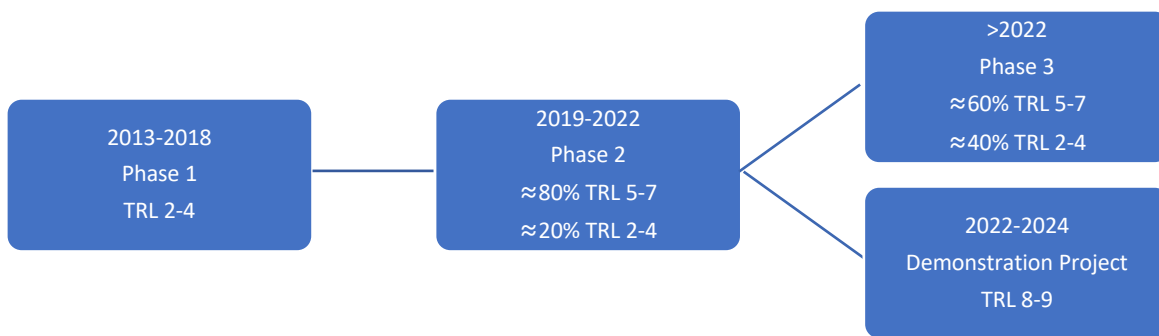 2013-2018
Phase 1
TRL 2-4
2019-2022
Phase 2
≈80% TRL 5-7
≈20% TRL 2-4
>2022
Phase 3
≈60% TRL 5-7
≈40% TRL 2-4
2022-2024
Demonstration Project
TRL 8-9